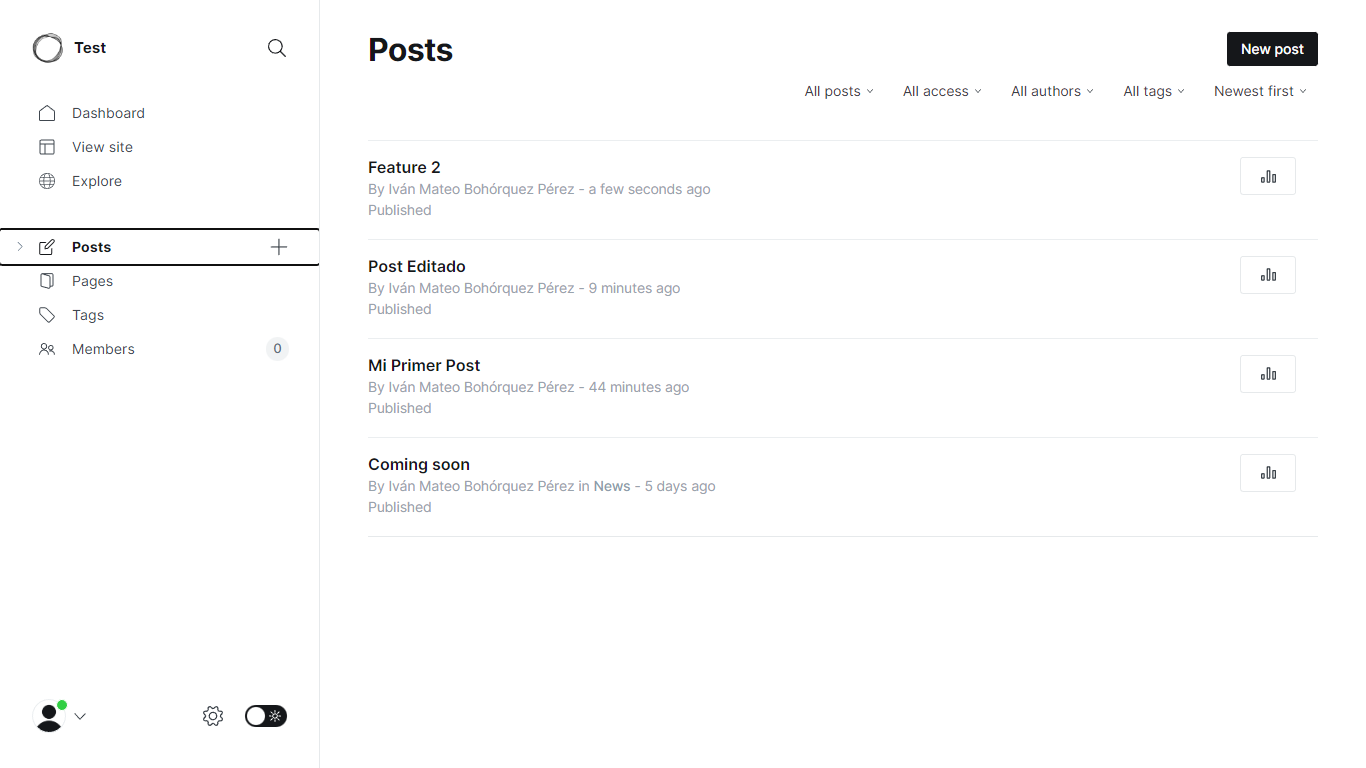 Test
Dashboard
View site
Explore
Posts
Pages
Tags
Members 0
Posts
New post
All posts All access All authors All tags Newest first
Feature 2
By Iván Mateo Bohórquez Pérez - a few seconds ago
Published
Post Editado
By Iván Mateo Bohórquez Pérez - 9 minutes ago
Published
Mi Primer Post
By Iván Mateo Bohórquez Pérez - 44 minutes ago
Published
Coming soon
By Iván Mateo Bohórquez Pérez in News - 5 days ago
Published